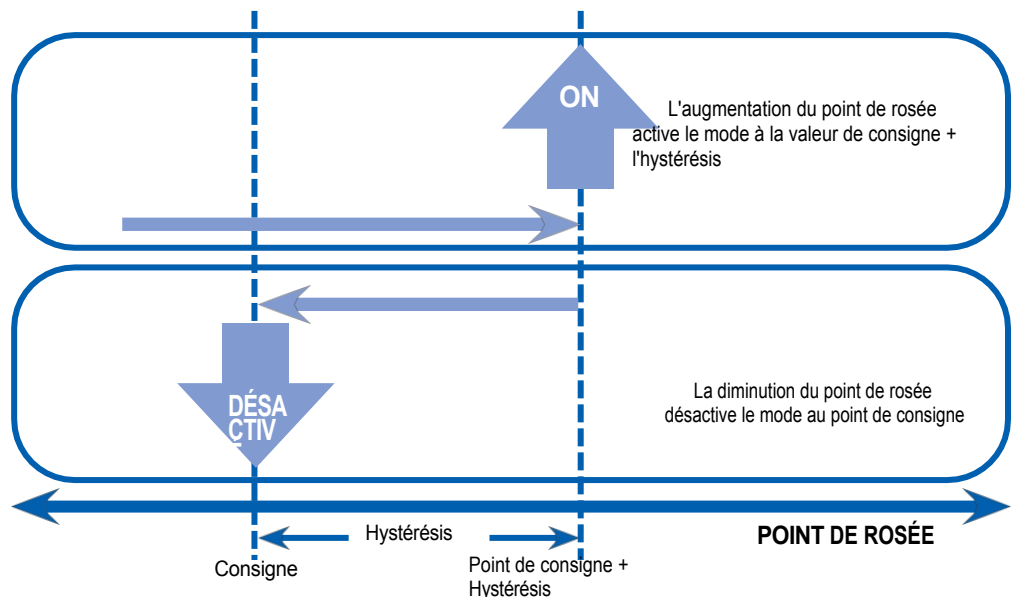 ON
L'augmentation du point de rosée
active le mode à la valeur de consigne +
l'hystérésis
DÉSA
CTIV
La diminution du point de rosée
désactive le mode au point de consigne
Hystérésis
POINT DE ROSÉE
Consigne
Point de consigne +
Hystérésis